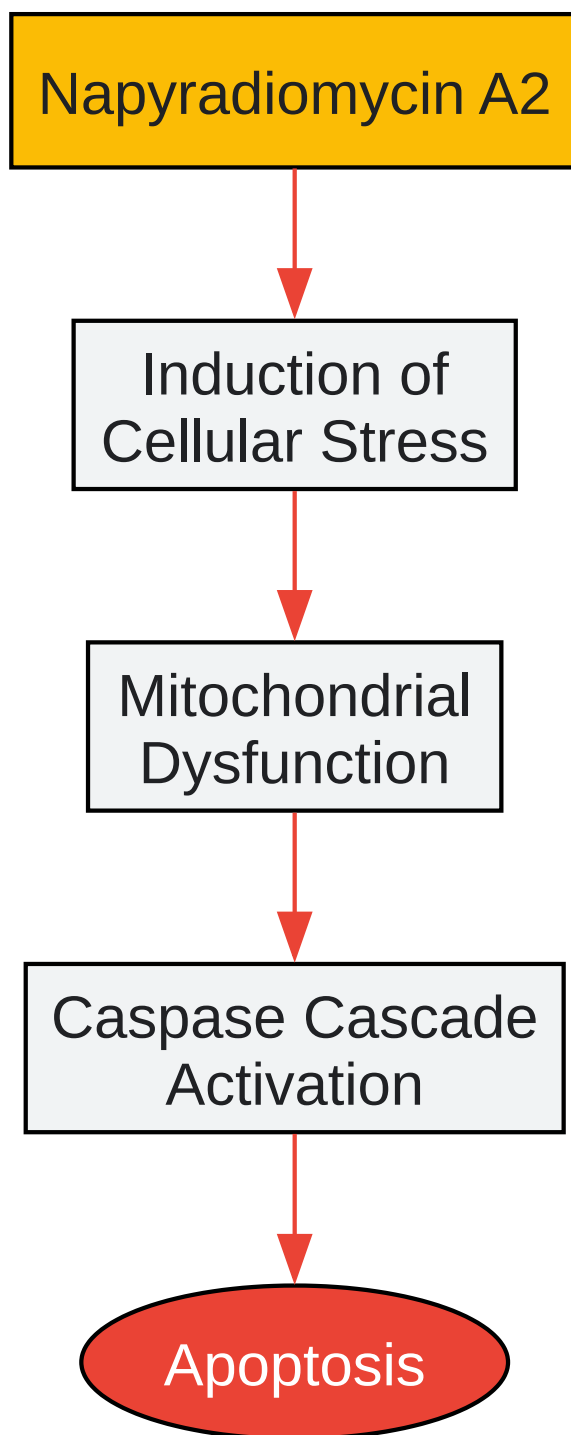 Napyradiomycin A2
Induction of
Cellular Stress
Mitochondrial
Dysfunction
Caspase Cascade
Activation
Apoptosis